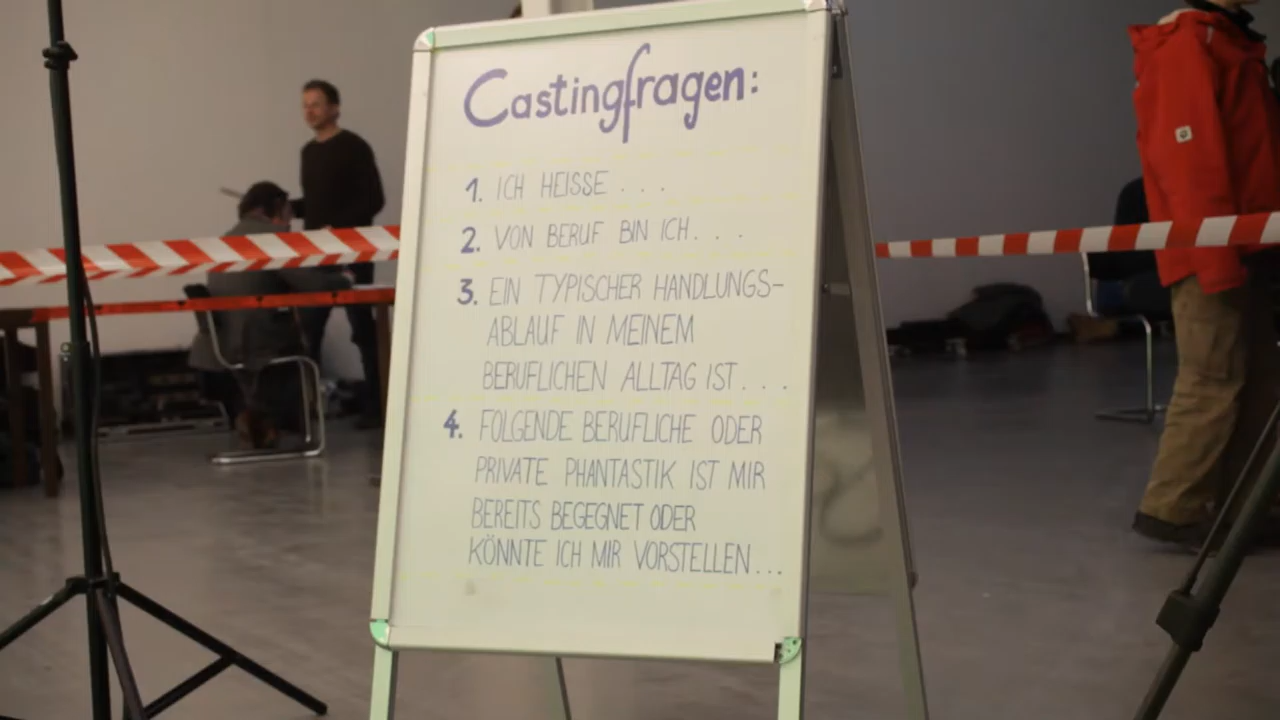 Castingfragen:
1. ICH HEISSE . . .
2. VON BERUF BIN ICH. . .
3. EIN TYPISCHER HANDLUNGS-
ABLAUF IN MEINEM
BERUFLICHEN ALLTAG IST . . .
4. FOLGENDE BERUFLICHE ODER
PRIVATE PHANTASTIK IST MIR
BEREITS BEGEGNET ODER
KÖNNTE ICH MIR VORSTELLEN...